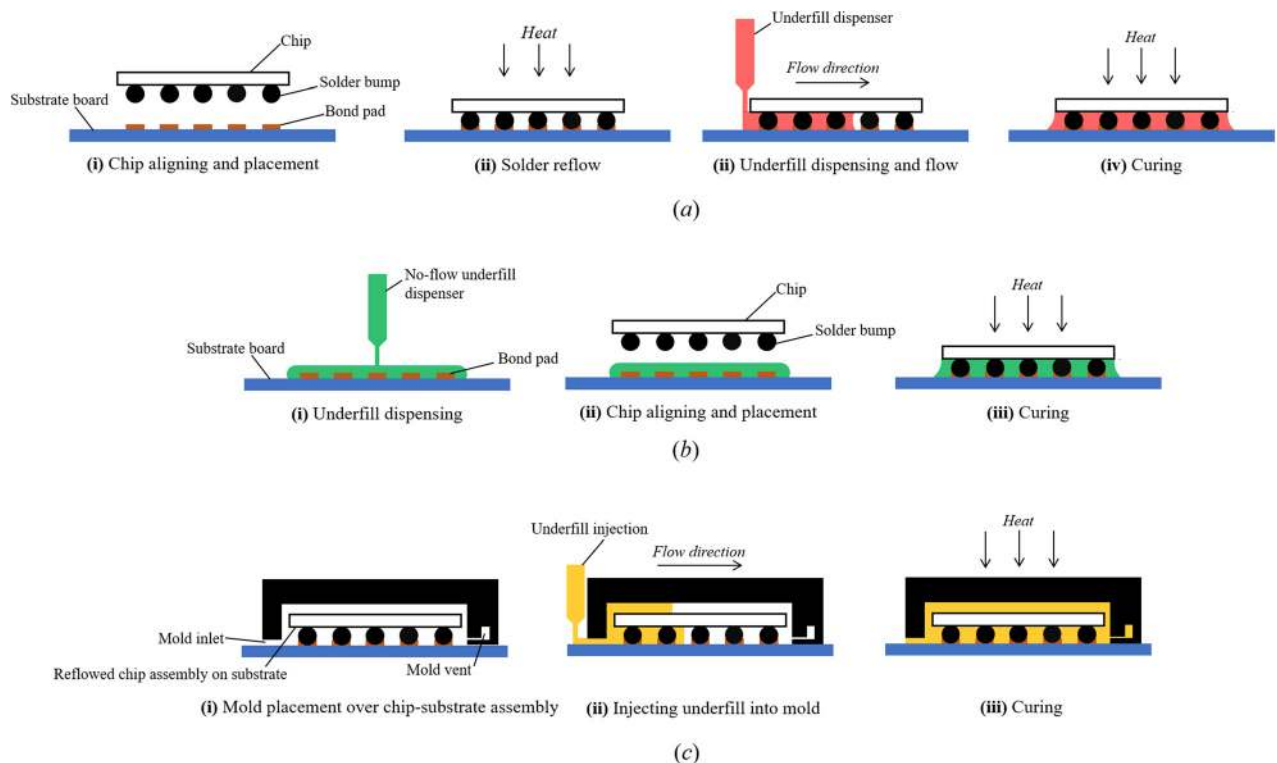 Chip
Solder bump
Substrate board
Bond pad
(i) Chip aligning and placement
Heat
(ii) Solder reflow
Underfill dispenser
Flow direction
(ii) Underfill dispensing and flow
Heat
(iv) Curing
(a)
No-flow underfill
dispenser
Substrate board
Bond pad
(i) Underfill dispensing
Chip
Solder bump
(ii) Chip aligning and placement
Heat
(iii) Curing
(b)
Mold inlet
Reflowed chip assembly on substrate
Mold vent
(i) Mold placement over chip-substrate assembly
Underfill injection
Flow direction
(ii) Injecting underfill into mold
Heat
(iii) Curing
(c)